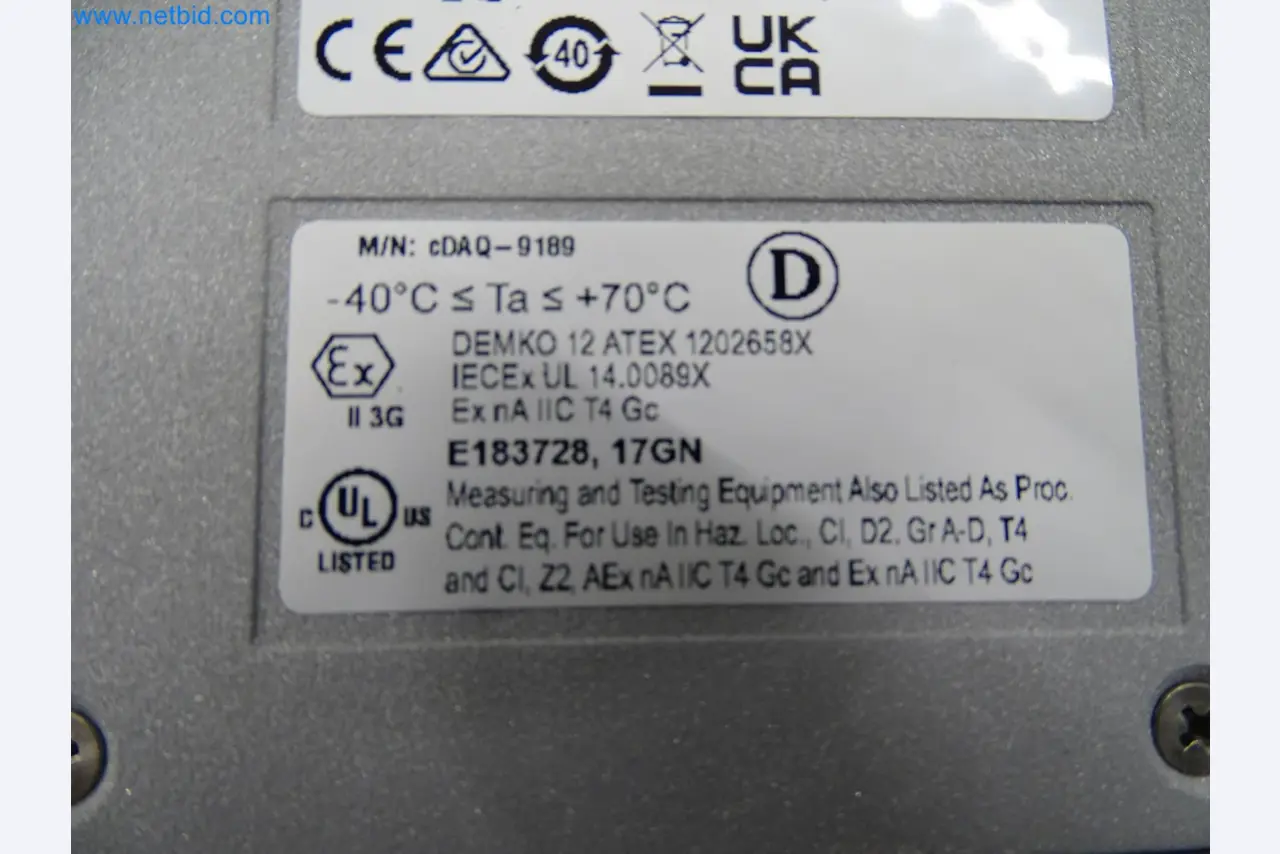 www.netbid.com
CE 40 UK
CA
M/N: cDAQ-9189
D
-40°C ≤ Ta ≤ +70°C
DEMKO 12 ATEX 1202658X
Ex IECEx UL 14.0089X
II 3G Ex nA IIC T4 Gc
E183728, 17GN
Measuring and Testing Equipment Also Listed As Proc.
C UL US Cont. Eq. For Use In Haz. Loc., CI, D2, Gr A-D, T4
LISTED and CI, Z2, AEx nA IIC T4 Gc and Ex nA IIC T4 Gc